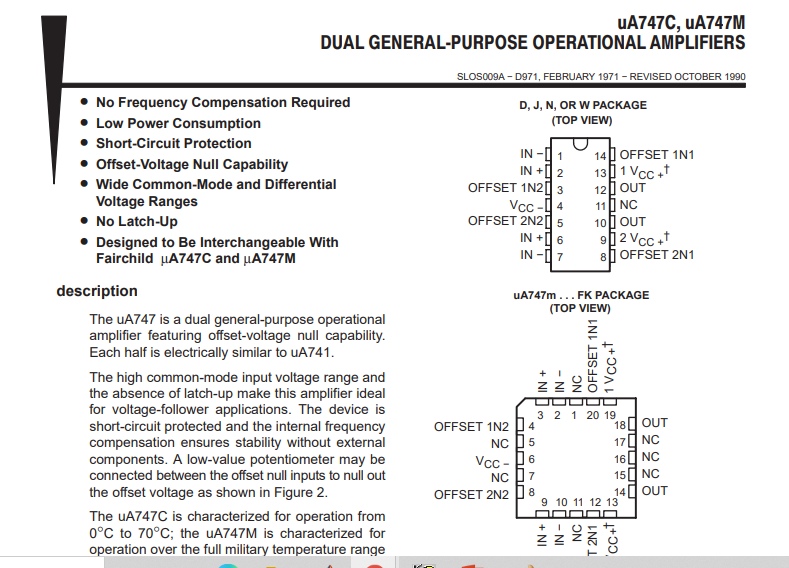 uA747C, uA747M
DUAL GENERAL-PURPOSE OPERATIONAL AMPLIFIERS
SLOS009A − D971, FEBRUARY 1971 − REVISED OCTOBER 1990
● No Frequency Compensation Required
● Low Power Consumption
● Short-Circuit Protection
● Offset-Voltage Null Capability
● Wide Common-Mode and Differential
Voltage Ranges
● No Latch-Up
● Designed to Be Interchangeable With
Fairchild µA747C and µA747M
description
The uA747 is a dual general-purpose operational
amplifier featuring offset-voltage null capability.
Each half is electrically similar to uA741.
The high common-mode input voltage range and
the absence of latch-up make this amplifier ideal
for voltage-follower applications. The device is
short-circuit protected and the internal frequency
compensation ensures stability without external
components. A low-value potentiometer may be
connected between the offset null inputs to null out
the offset voltage as shown in Figure 2.
The uA747C is characterized for operation from
0°C to 70°C; the uA747M is characterized for
operation over the full military temperature range
D, J, N, OR W PACKAGE
(TOP VIEW)
IN − 1 14 OFFSET 1N1
IN + 2 13 1 VCC +†
OFFSET 1N2 3 12 OUT
VCC − 4 11 NC
OFFSET 2N2 5 10 OUT
IN + 6 9 2 VCC +†
IN − 7 8 OFFSET 2N1
uA747m . . . FK PACKAGE
(TOP VIEW)
IN + IN − NC OFFSET 1N1 1 VCC+†
3 2 1 20 19
OFFSET 1N2 4 18 OUT
NC 5 17 NC
VCC − 6 16 NC
NC 7 15 NC
OFFSET 2N2 8 14 OUT
9 10 11 12 13
IN + IN − NC T 2N1 CC+†